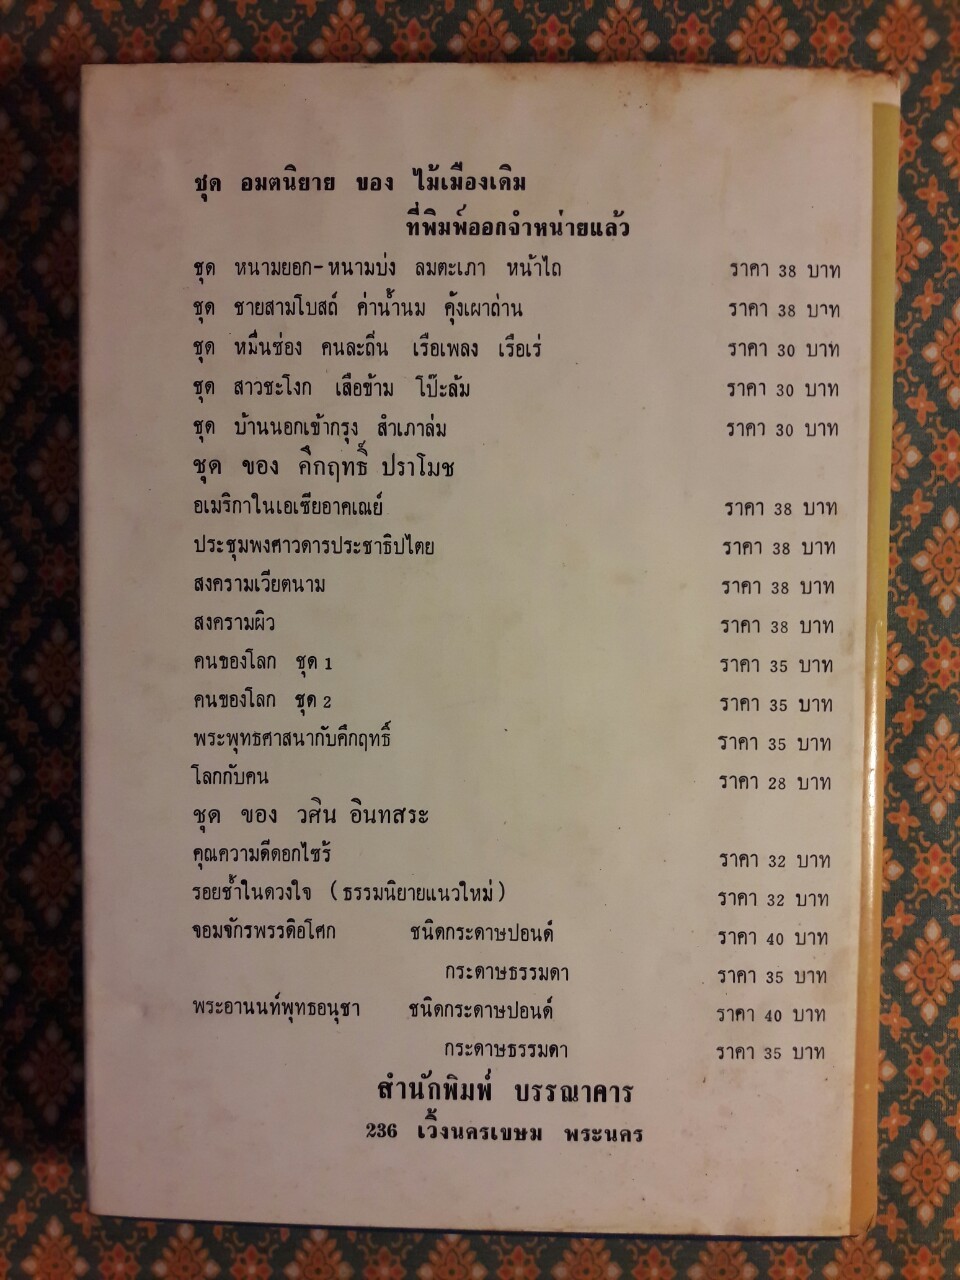 ชุด อมตนิยาย ของ ไม้เมืองเดิม
ที่พิมพ์ออกจำหน่ายแล้ว
ชุด หนามยอก-หนามบ่ง ลมตะเภา หน้าไถ ราคา 38 บาท
ชุด ชายสามโบสถ์ ค่าน้ำนม คุ้งเผาถ่าน ราคา 38 บาท
ชุด หมื่นซ่อง คนละถิ่น เรือเพลง เรือเร่ ราคา 30 บาท
ชุด สาวชะโงก เสือข้าม โป๊ะล้ม ราคา 30 บาท
ชุด บ้านนอกเข้ากรุง สำเภาล่ม ราคา 30 บาท
ชุด ของ คึกฤทธิ์ ปราโมช
อเมริกาในเอเซียอาคเณย์ ราคา 38 บาท
ประชุมพงศาวดารประชาธิปไตย ราคา 38 บาท
สงครามเวียตนาม ราคา 38 บาท
สงครามผิว ราคา 38 บาท
คนของโลก ชุด 1 ราคา 35 บาท
คนของโลก ชุด 2 ราคา 35 บาท
พระพุทธศาสนากับคึกฤทธิ์ ราคา 35 บาท
โลกกับคน ราคา 28 บาท
ชุด ของ วศิน อินทสระ
คุณความดีดอกไซร้ ราคา 32 บาท
รอยช้ำในดวงใจ (ธรรมนิยายแนวใหม่) ราคา 32 บาท
จอมจักรพรรดิอโศก ชนิดกระดาษปอนด์ ราคา 40 บาท
กระดาษธรรมดา ราคา 35 บาท
พระอานนท์พุทธอนุชา ชนิดกระดาษปอนด์ ราคา 40 บาท
กระดาษธรรมดา ราคา 35 บาท
สำนักพิมพ์ บรรณาคาร
236 เวิ้งนครเขษม พระนคร